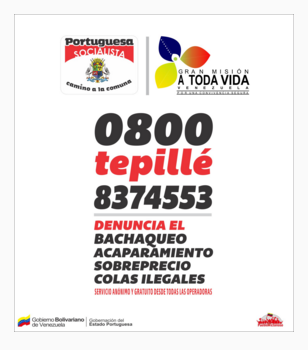 Portuguesa
SOCIALISTA
camino a la comuna
GRAN MISIÓN
A TODA VIDA
VENEZUELA
0800
tepillé
8374553
DENUNCIA EL
BACHAQUEO
ACAPARAMIENTO
SOBREPRECIO
COLAS ILEGALES
SERVICIO ANONIMO Y GRATUITO DESDE TODAS LAS OPERADORAS
Gobierno Bolivariano
de Venezuela
Gobernación del
Estado Portuguesa